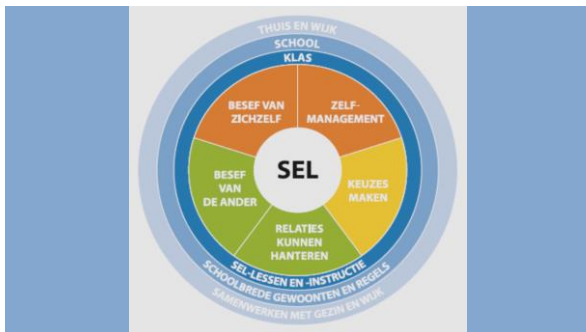 THUIS EN WIJK
SCHOOL
KLAS
BESEF VAN
ZICHZELF
ZELF-
MANAGEMENT
BESEF
VAN
DE ANDER
SEL
KEUZES
MAKEN
RELATIES
KUNNEN
HANTEREN
SEL-LESSEN EN -INSTRUCTIE
SCHOOLBREDE GEWOONTEN EN REGELS
SAMENWERKEN MET GEZIN EN WIJK